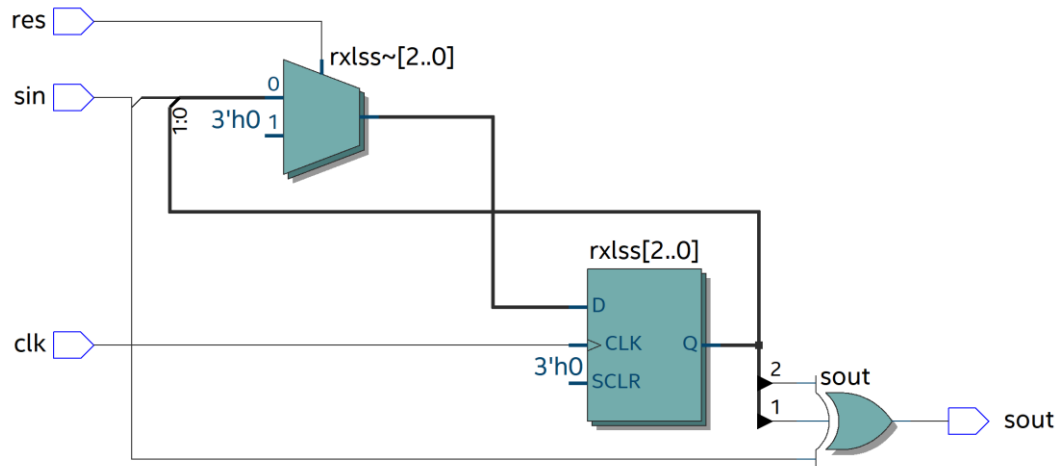 res
rxlss~[2..0]
sin
0
1:0
3'h0
1
rxlss[2..0]
D
clk
CLK
Q
3'h0
SCLR
2
sout
1
sout